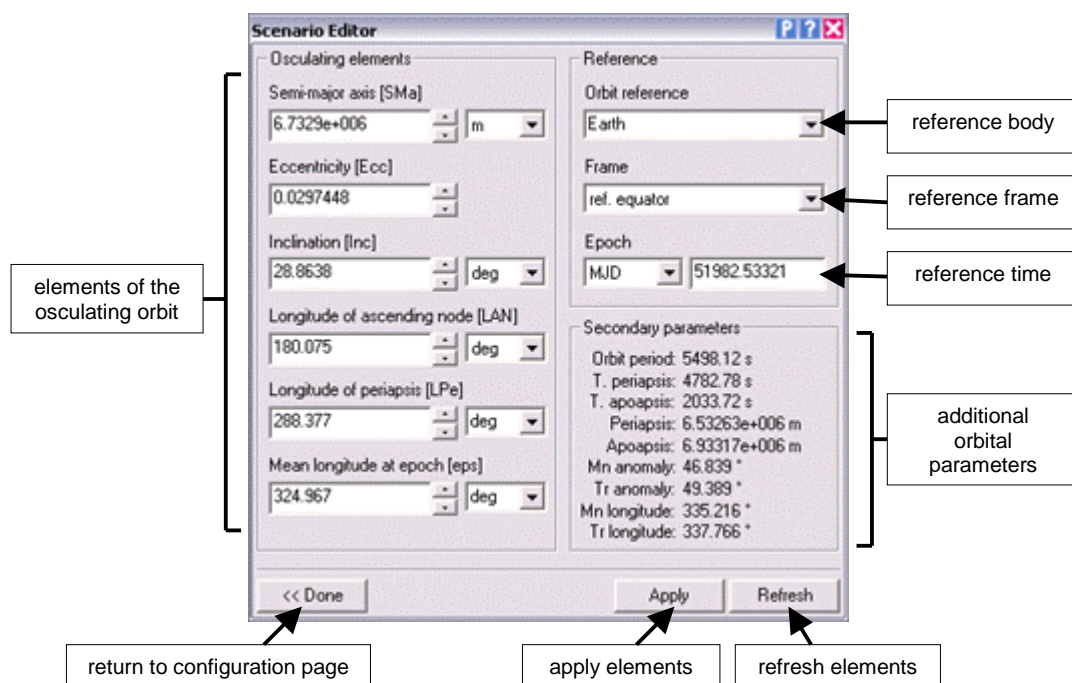 Scenario Editor
P ? X
Osculating elements
Semi-major axis [SMa]
6.7329e+006 m
Eccentricity [Ecc]
0.0297448
Inclination [Inc]
28.8638 deg
Longitude of ascending node [LAN]
180.075 deg
Longitude of periapsis [LPe]
288.377 deg
Mean longitude at epoch [eps]
324.967 deg
Reference
Orbit reference
Earth
Frame
ref. equator
Epoch
MJD 51982.53321
Secondary parameters
Orbit period: 5498.12 s
T. periapsis: 4782.78 s
T. apoapsis: 2033.72 s
Periapsis: 6.53263e+006 m
Apoapsis: 6.93317e+006 m
Mn anomaly: 46.839 °
Tr anomaly: 49.389 °
Mn longitude: 335.216 °
Tr longitude: 337.766 °
<< Done
Apply
Refresh
elements of the
osculating orbit
reference body
reference frame
reference time
additional
orbital
parameters
return to configuration page
apply elements
refresh elements